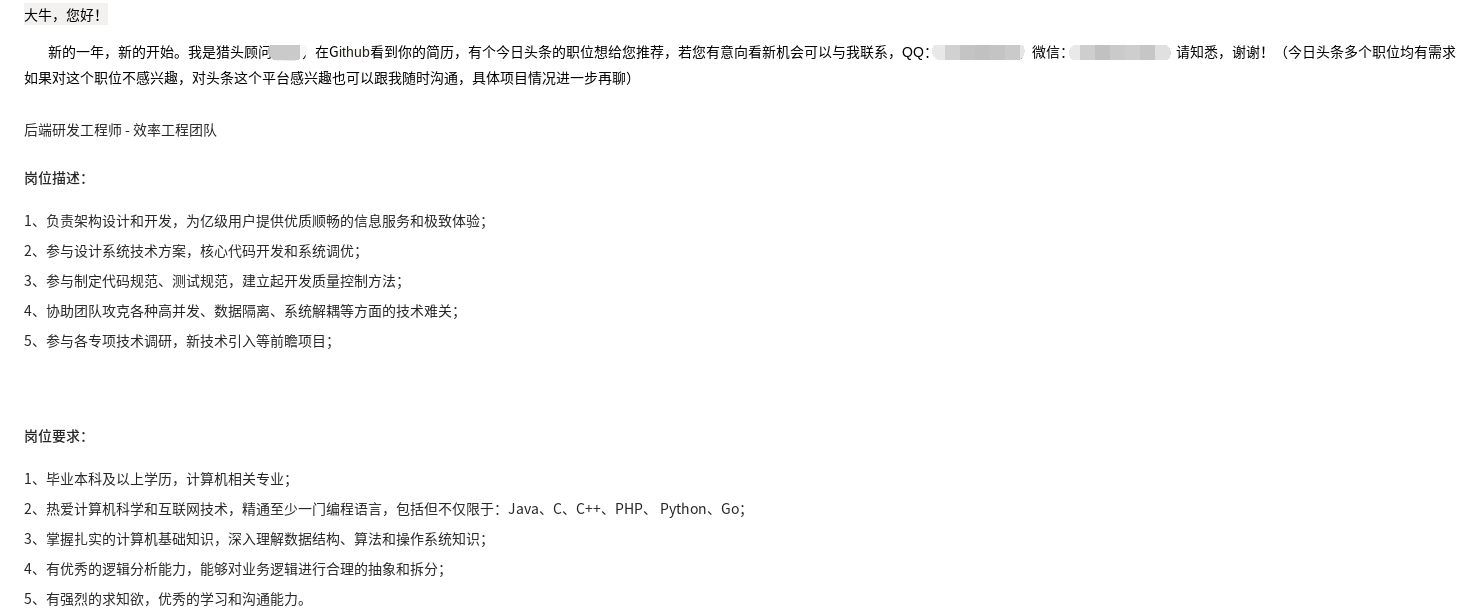 大牛，您好！
新的一年，新的开始。我是猎头顾问 ，在Github看到你的简历，有个今日头条的职位想给您推荐，若您有意向看新机会可以与我联系，QQ： 微信： 请知悉，谢谢！（今日头条多个职位均有需求
如果对这个职位不感兴趣，对头条这个平台感兴趣也可以跟我随时沟通，具体项目情况进一步再聊）
后端研发工程师 - 效率工程团队
岗位描述：
1、负责架构设计和开发，为亿级用户提供优质顺畅的信息服务和极致体验；
2、参与设计系统技术方案，核心代码开发和系统调优；
3、参与制定代码规范、测试规范，建立起开发质量控制方法；
4、协助团队攻克各种高并发、数据隔离、系统解耦等方面的技术难关；
5、参与各专项技术调研，新技术引入等前瞻项目；
岗位要求：
1、毕业本科及以上学历，计算机相关专业；
2、热爱计算机科学和互联网技术，精通至少一门编程语言，包括但不仅限于：Java、C、C++、PHP、 Python、Go；
3、掌握扎实的计算机基础知识，深入理解数据结构、算法和操作系统知识；
4、有优秀的逻辑分析能力，能够对业务逻辑进行合理的抽象和拆分；
5、有强烈的求知欲，优秀的学习和沟通能力。